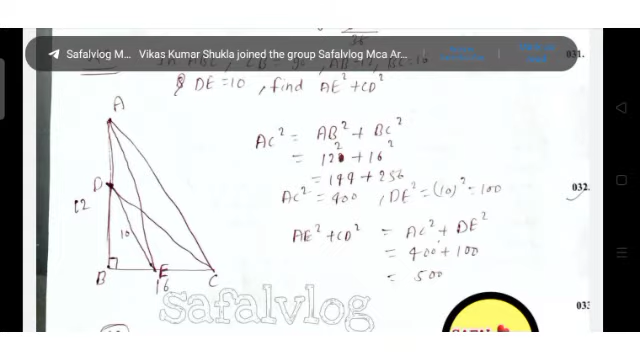 35
Safalvlog M... Vikas Kumar Shukla joined the group Safalvlog Mca Ar...
031.
& DE=10 , find AE²+CD²
A
AC² = AB² + BC²
= 12² + 16²
= 144 + 256
AC² = 400 , DE² = (10)² = 100
032.
D
12
AE² + CD² = AC² + DE²
10
= 400 + 100
B E C
= 500
16
Safalvlog
033
SAFAL